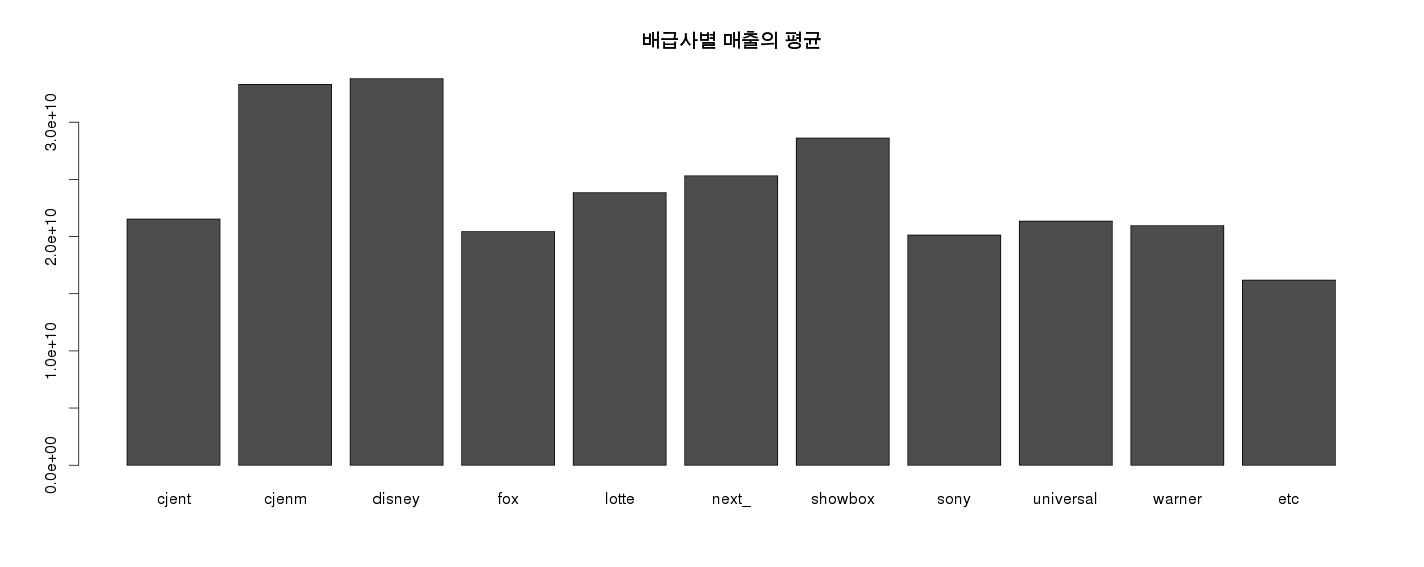 배급사별 매출의 평균
3.0e+10
2.0e+10
1.0e+10
0.0e+00
cjent cjenm disney fox lotte next_ showbox sony universal warner etc